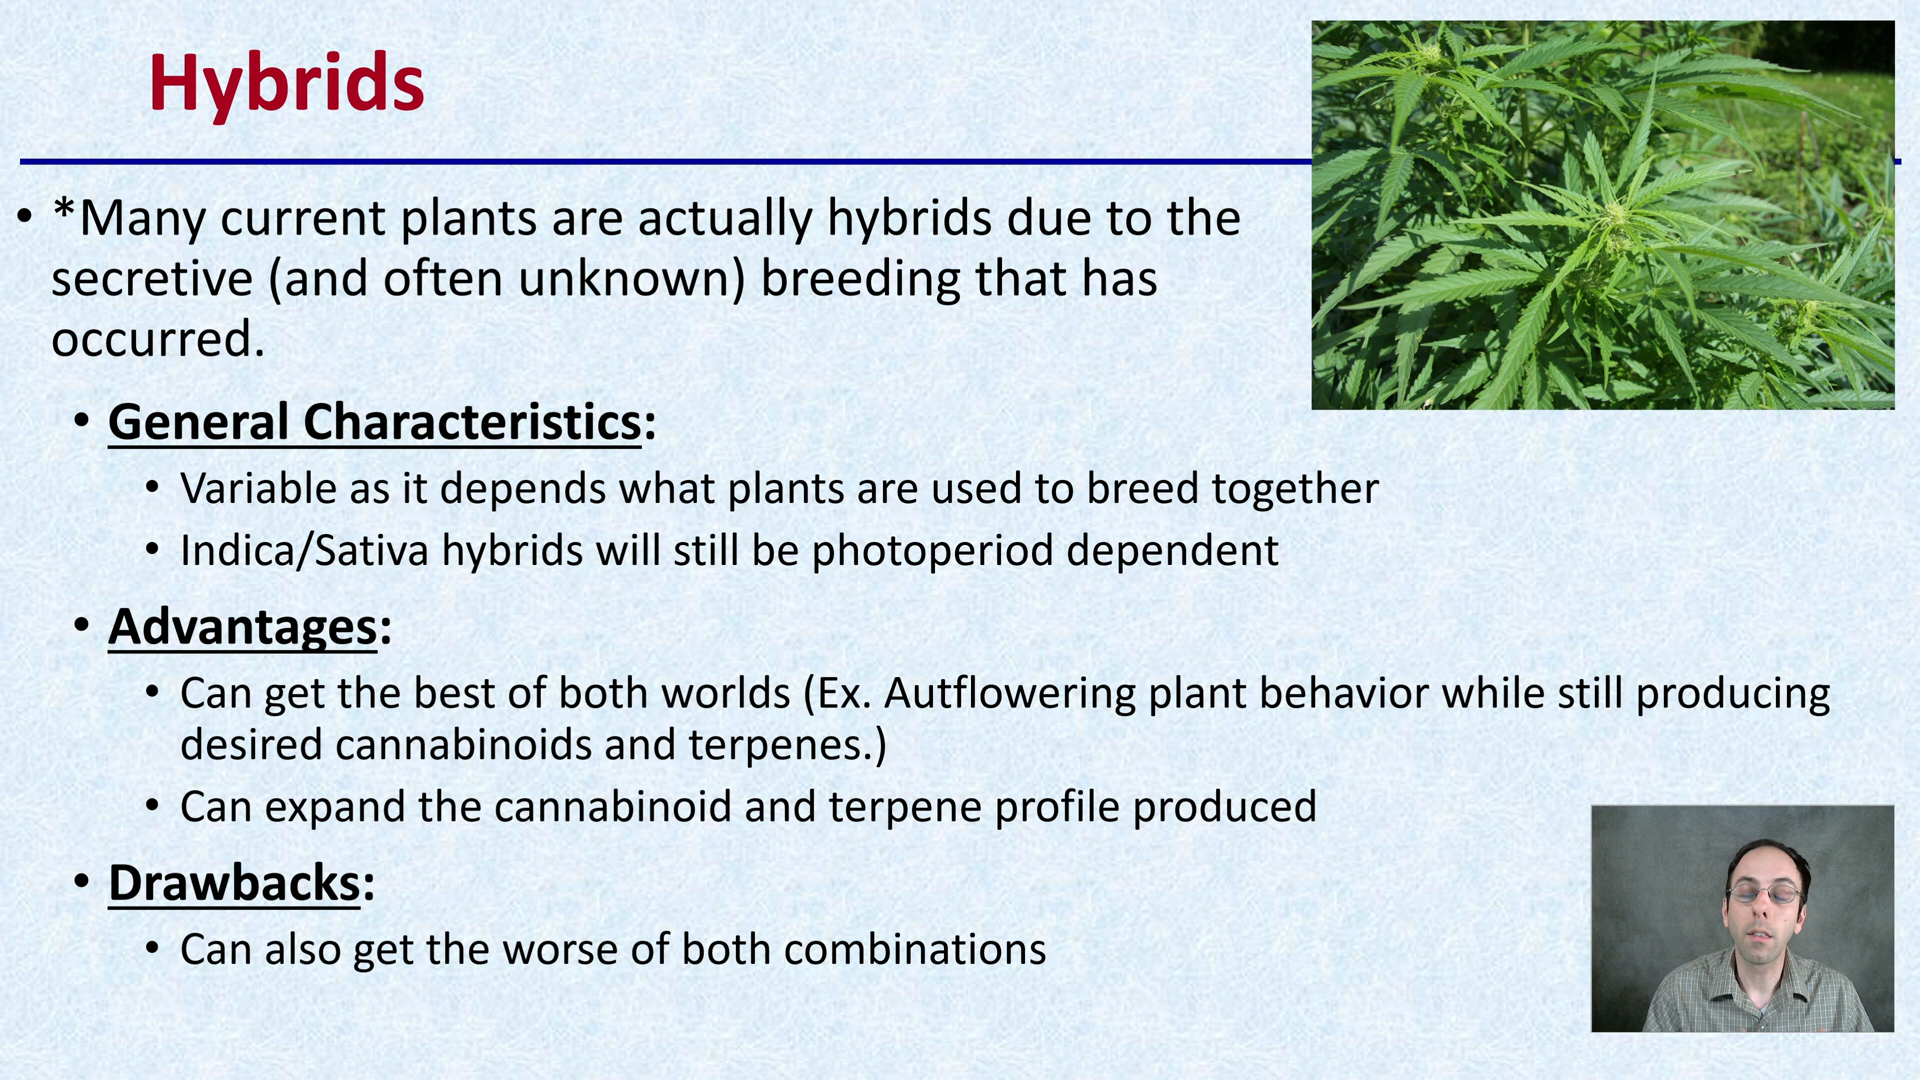 Hybrids
• *Many current plants are actually hybrids due to the
secretive (and often unknown) breeding that has
occurred.
• General Characteristics:
• Variable as it depends what plants are used to breed together
• Indica/Sativa hybrids will still be photoperiod dependent
• Advantages:
• Can get the best of both worlds (Ex. Autflowering plant behavior while still producing
desired cannabinoids and terpenes.)
• Can expand the cannabinoid and terpene profile produced
• Drawbacks:
• Can also get the worse of both combinations